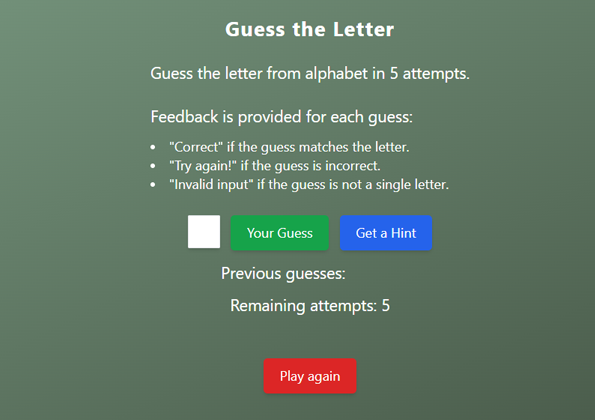 Guess the Letter
Guess the letter from alphabet in 5 attempts.
Feedback is provided for each guess:
"Correct" if the guess matches the letter.
"Try again!" if the guess is incorrect.
"Invalid input" if the guess is not a single letter.
Your Guess Get a Hint
Previous guesses:
Remaining attempts: 5
Play again